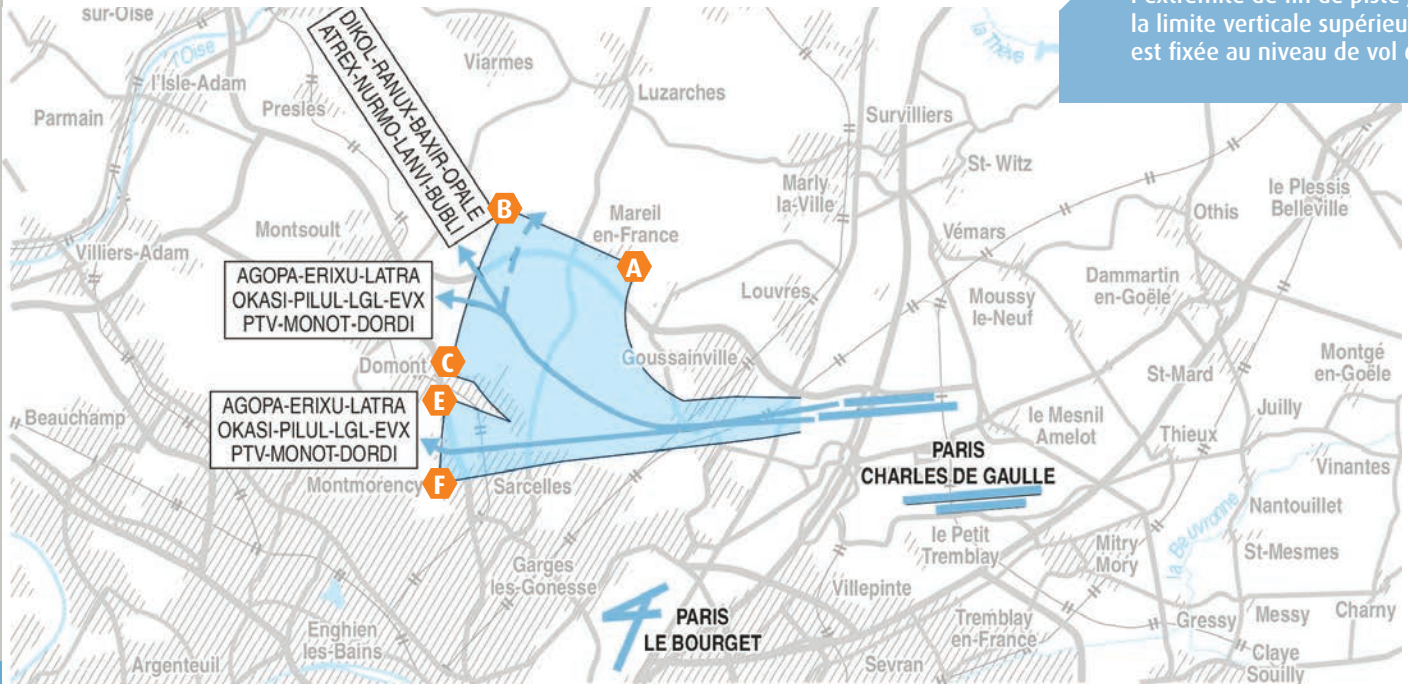 l'extrémité de fin de piste
la limite verticale supérieu
est fixée au niveau de vol
sur-Oise
l'Oise
l'Isle-Adam
Parmain
Presles
Viarmes
la Thève
Luzarches
Survilliers
St-Witz
DIKOL-RANUX-BAXIR-OPALE
ATREX-NURMO-LANVI-BUBLI
B
Mareil
en-France
A
Marly
la-Ville
le Plessis
Belleville
Othis
Montsoult
Villiers-Adam
Vémars
Dammartin
en-Goële
AGOPA-ERIXU-LATRA
OKASI-PILUL-LGL-EVX
PTV-MONOT-DORDI
Louvres
Moussy
le-Neuf
Domont
C
Goussainville
St-Mard
Montgé
en-Goële
E
Beauchamp
AGOPA-ERIXU-LATRA
OKASI-PILUL-LGL-EVX
PTV-MONOT-DORDI
le Mesnil
Amelot
Juilly
Thieux
PARIS
CHARLES DE GAULLE
Vinantes
Montmorency
F
Sarcelles
Nantouillet
la Beuvronne
le Petit
Tremblay
Mitry
Mory
St-Mesmes
Garges
les-Gonesse
Villepinte
PARIS
LE BOURGET
Tremblay
en-France
Gressy
Messy
Charny
Enghien
les-Bains
Argenteuil
Sevran
Claye
Souilly